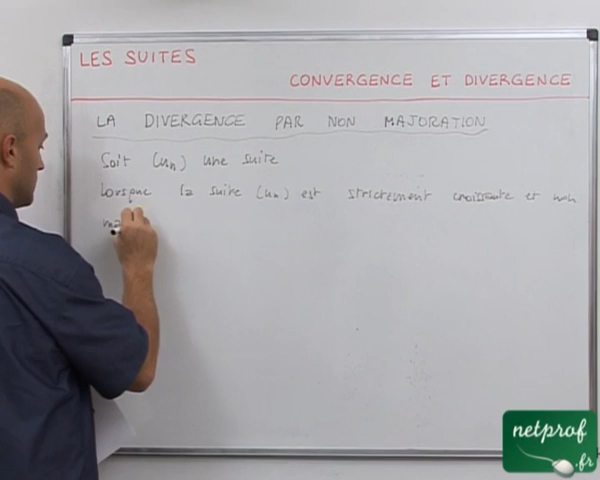 LES SUITES
CONVERGENCE ET DIVERGENCE
LA DIVERGENCE PAR NON MAJORATION
Soit (un) une suite
Lorsque la suite (un) est strictement croissante et non
netprof
.fr